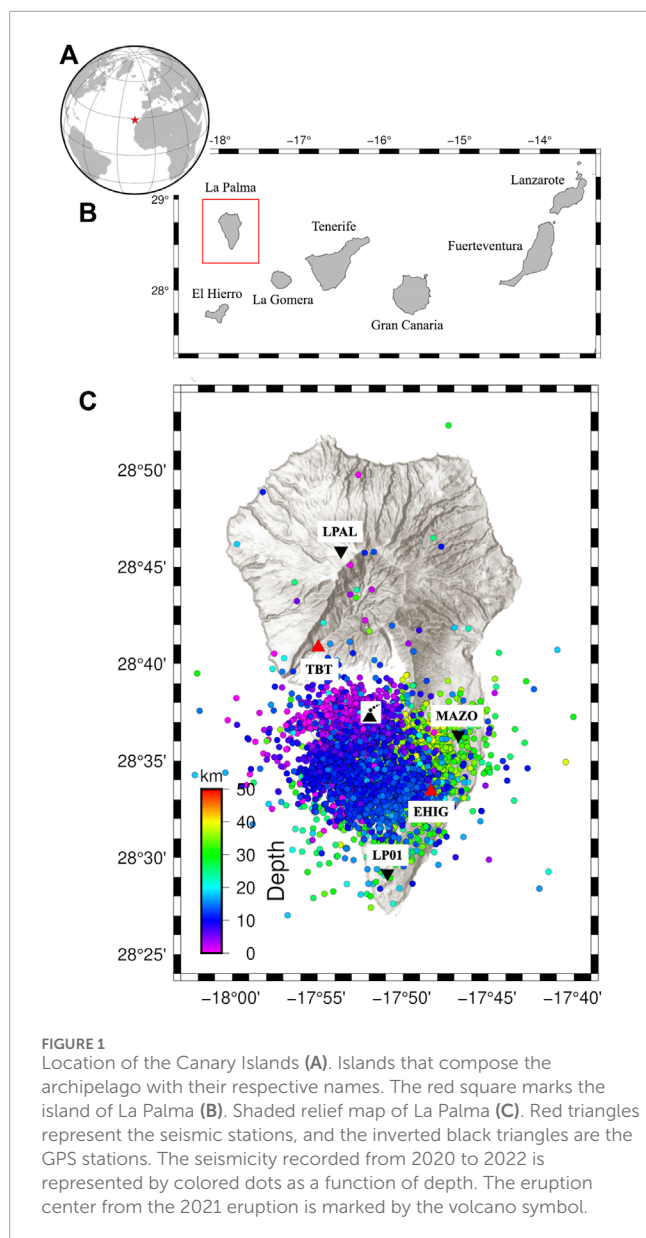 A
-18°
-17°
-16°
-15°
-14°
B
29°
28°
La Palma
Lanzarote
Tenerife
Fuerteventura
El Hierro
La Gomera
Gran Canaria
C
28°50'
LPAL
28°45'
28°40'
TBT
MAZO
28°35'
km
50
40
30
20
10
0
Depth
EHIG
28°30'
LP01
28°25'
−18°00'
−17°55'
−17°50'
−17°45'
−17°40'
FIGURE 1
Location of the Canary Islands (A). Islands that compose the
archipelago with their respective names. The red square marks the
island of La Palma (B). Shaded relief map of La Palma (C). Red triangles
represent the seismic stations, and the inverted black triangles are the
GPS stations. The seismicity recorded from 2020 to 2022 is
represented by colored dots as a function of depth. The eruption
center from the 2021 eruption is marked by the volcano symbol.